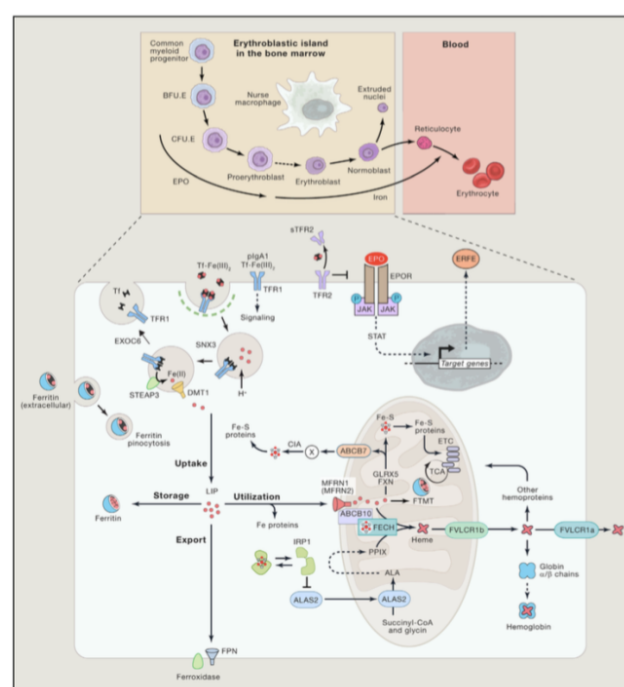 Common
myeloid
progenitor
Erythroblastic island
in the bone marrow
Blood
BFU.E
Nurse
macrophage
Extruded
nuclei
CFU.E
Reticulocyte
Proerythroblast
Erythroblast
Normoblast
EPO
Iron
Erythrocyte
sTFR2
pIgA1
Tf-Fe(III)2
Tf-Fe(III)2
TFR1
TFR2
EPO
EPOR
ERFE
Tf
TFR1
Signaling
P
JAK
JAK
P
EXOC6
SNX3
STAT
Fe(II)
Target genes
STEAP3
DMT1
H+
Ferritin
(extracellular)
Ferritin
pinocytosis
Fe-S
Fe-S
proteins
Fe-S
proteins
CIA
X
ABCB7
ETC
TCA
Uptake
GLRX5
FXN
MFRN1
(MFRN2)
Other
hemoproteins
Storage
LIP
Utilization
FTMT
Ferritin
ABCB10
Fe proteins
FECH
Heme
FVLCR1b
FVLCR1a
Export
IRP1
PPIX
ALA
Globin
α/β chains
ALAS2
ALAS2
Succinyl-CoA
and glycin
Hemoglobin
FPN
Ferroxidase